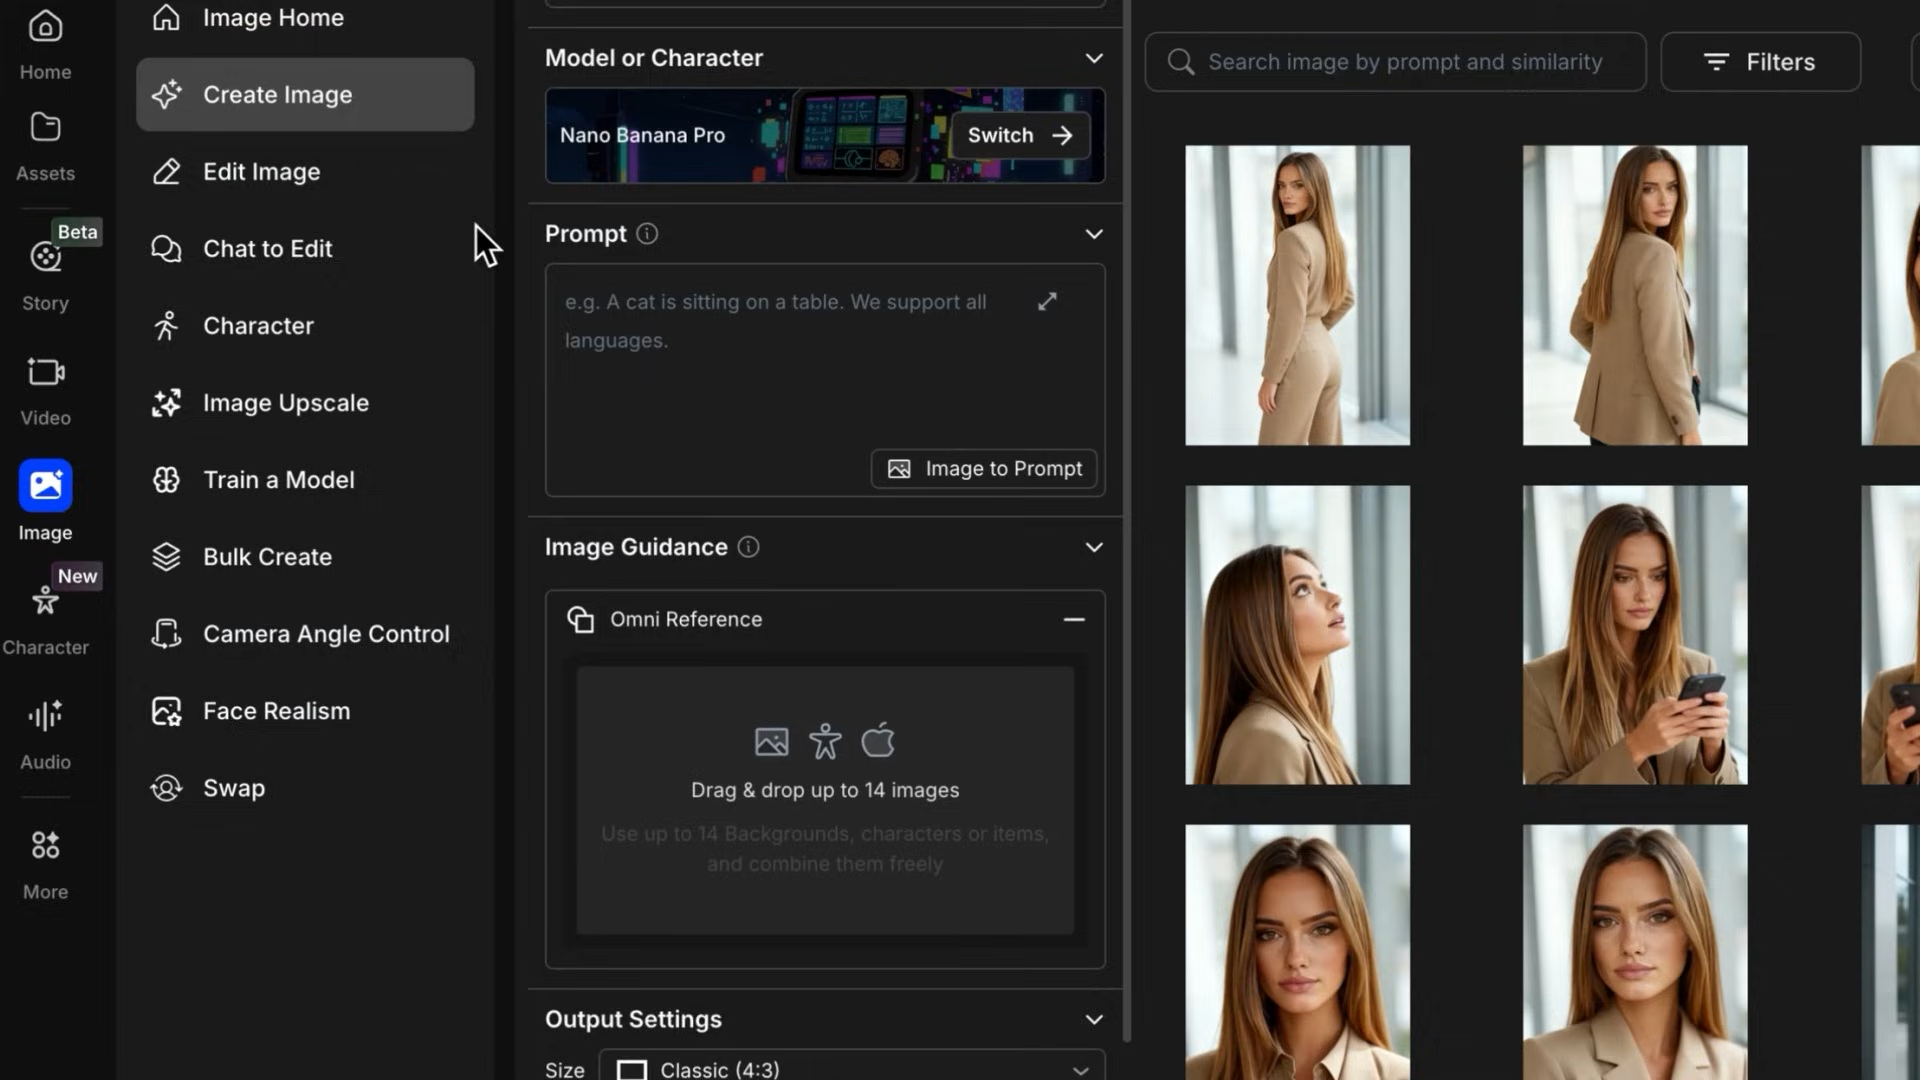 Home
Assets
Beta
Story
Video
Image
New
Character
Audio
More
Image Home
Create Image
Edit Image
Chat to Edit
Character
Image Upscale
Train a Model
Bulk Create
Camera Angle Control
Face Realism
Swap
Model or Character
Nano Banana Pro
Switch
Prompt
e.g. A cat is sitting on a table. We support all
languages.
Image to Prompt
Image Guidance
Omni Reference
Drag & drop up to 14 images
Use up to 14 Backgrounds, characters or items,
and combine them freely
Output Settings
Size Classic (4:3)
Search image by prompt and similarity
Filters